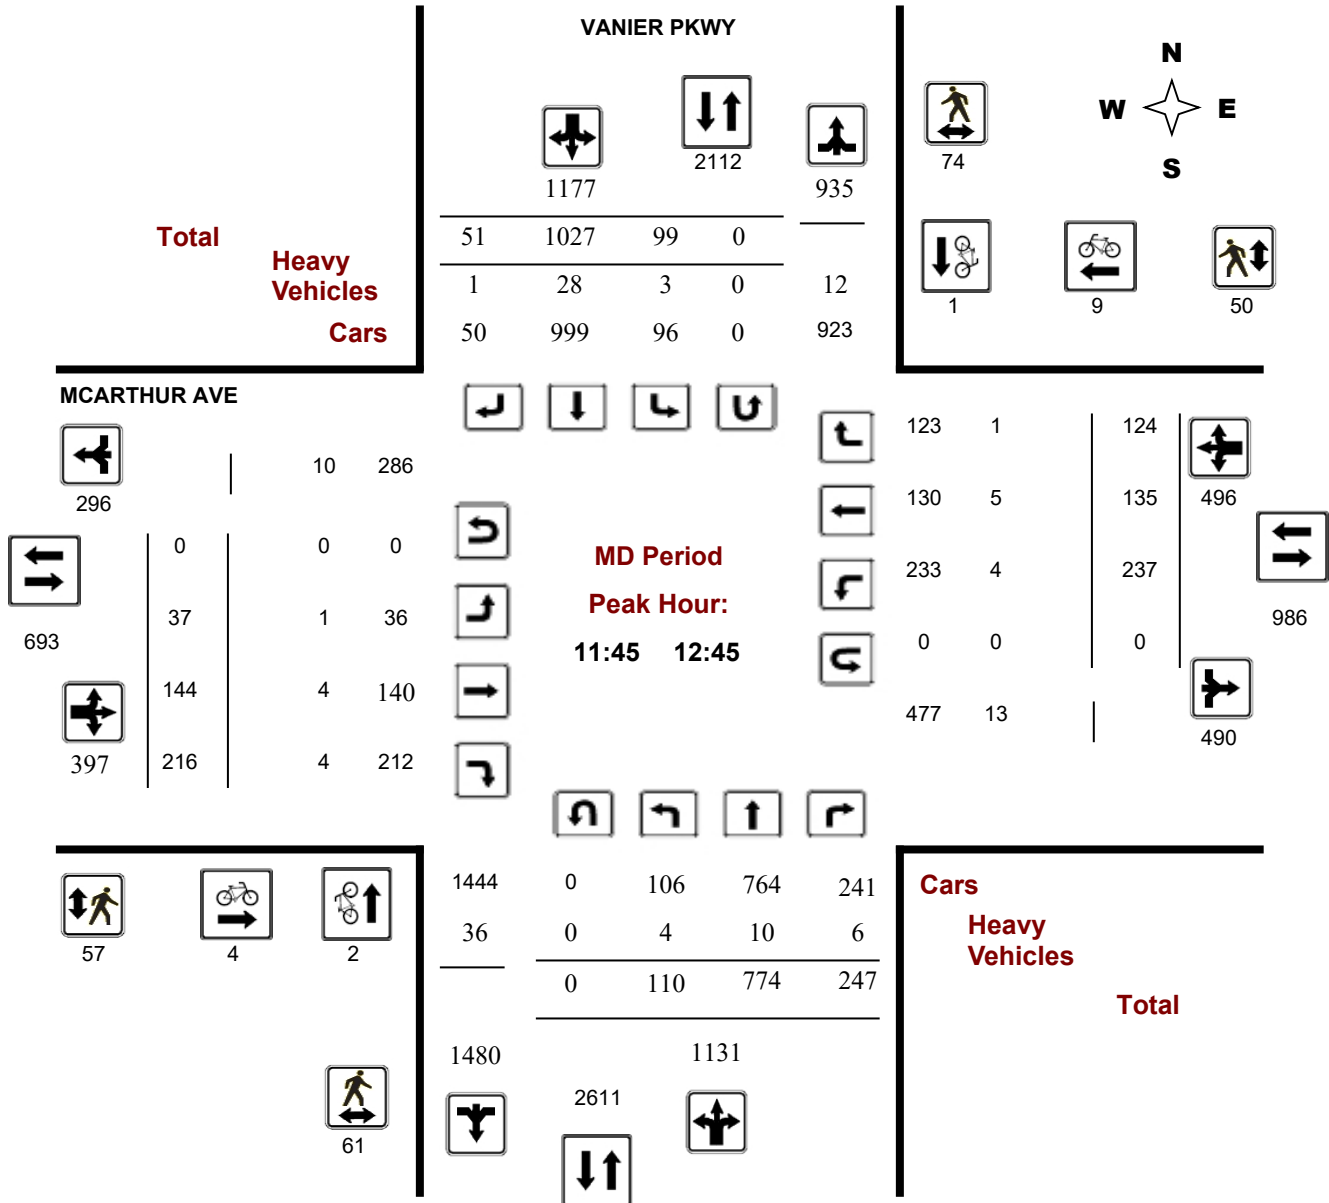 VANIER PKWY
N
W E
S
2112
74
1177 935
Total 51 1027 99 0
Heavy
Vehicles
1 28 3 0 12
Cars 50 999 96 0 923
1 9 50
MCARTHUR AVE
123 1 124
10 286
296
130 5 135 496
0 0 0
MD Period
233 4 237
Peak Hour:
37 1 36
986
693
11:45 12:45
0 0 0
144 4 140
477 13
490
397 216 4 212
1444 0 106 764 241
Cars
36 0 4 10 6
Heavy
Vehicles
57 4 2
0 110 774 247
Total
1480 1131
2611
61